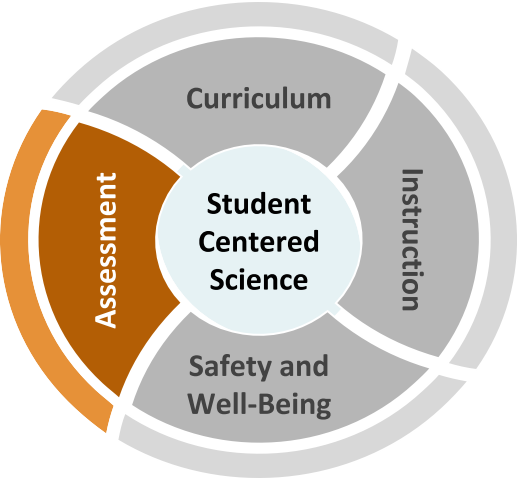 Curriculum
Instruction
Student
Centered
Science
Assessment
Safety and
Well-Being